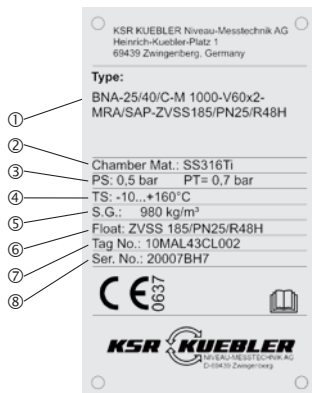 KSR KUEBLER Niveau-Messtechnik AG
Heinrich-Kuebler-Platz 1
69439 Zwingenberg, Germany
Type:
① BNA-25/40/C-M 1000-V60x2-
MRA/SAP-ZVSS185/PN25/R48H
② Chamber Mat.: SS316Ti
③ PS: 0,5 bar PT= 0,7 bar
④ TS: -10...+160°C
⑤ S.G.: 980 kg/m³
⑥ Float: ZVSS 185/PN25/R48H
⑦ Tag No.: 10MAL43CL002
⑧ Ser. No.: 20007BH7
CE 0637
KSR KUEBLER
NIVEAU-MESSTECHNIK AG
D-69439 Zwingenberg